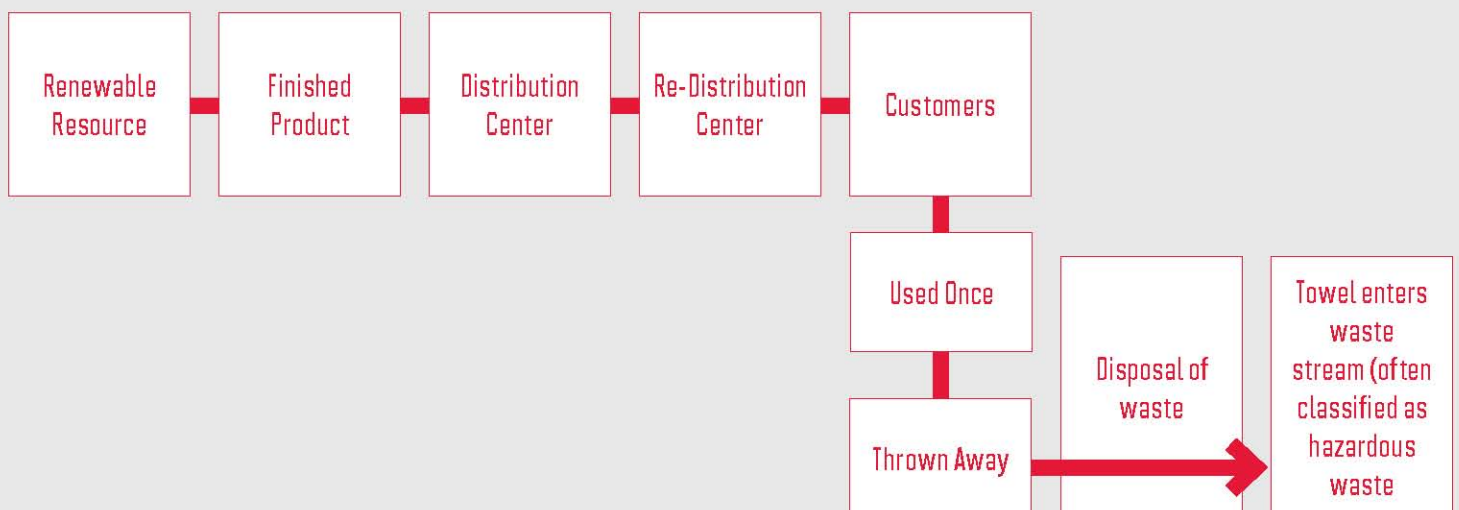 Renewable
Resource
Finished
Product
Distribution
Center
Re-Distribution
Center
Customers
Used Once
Thrown Away
Disposal of
waste
Towel enters
waste
stream (often
classified as
hazardous
waste